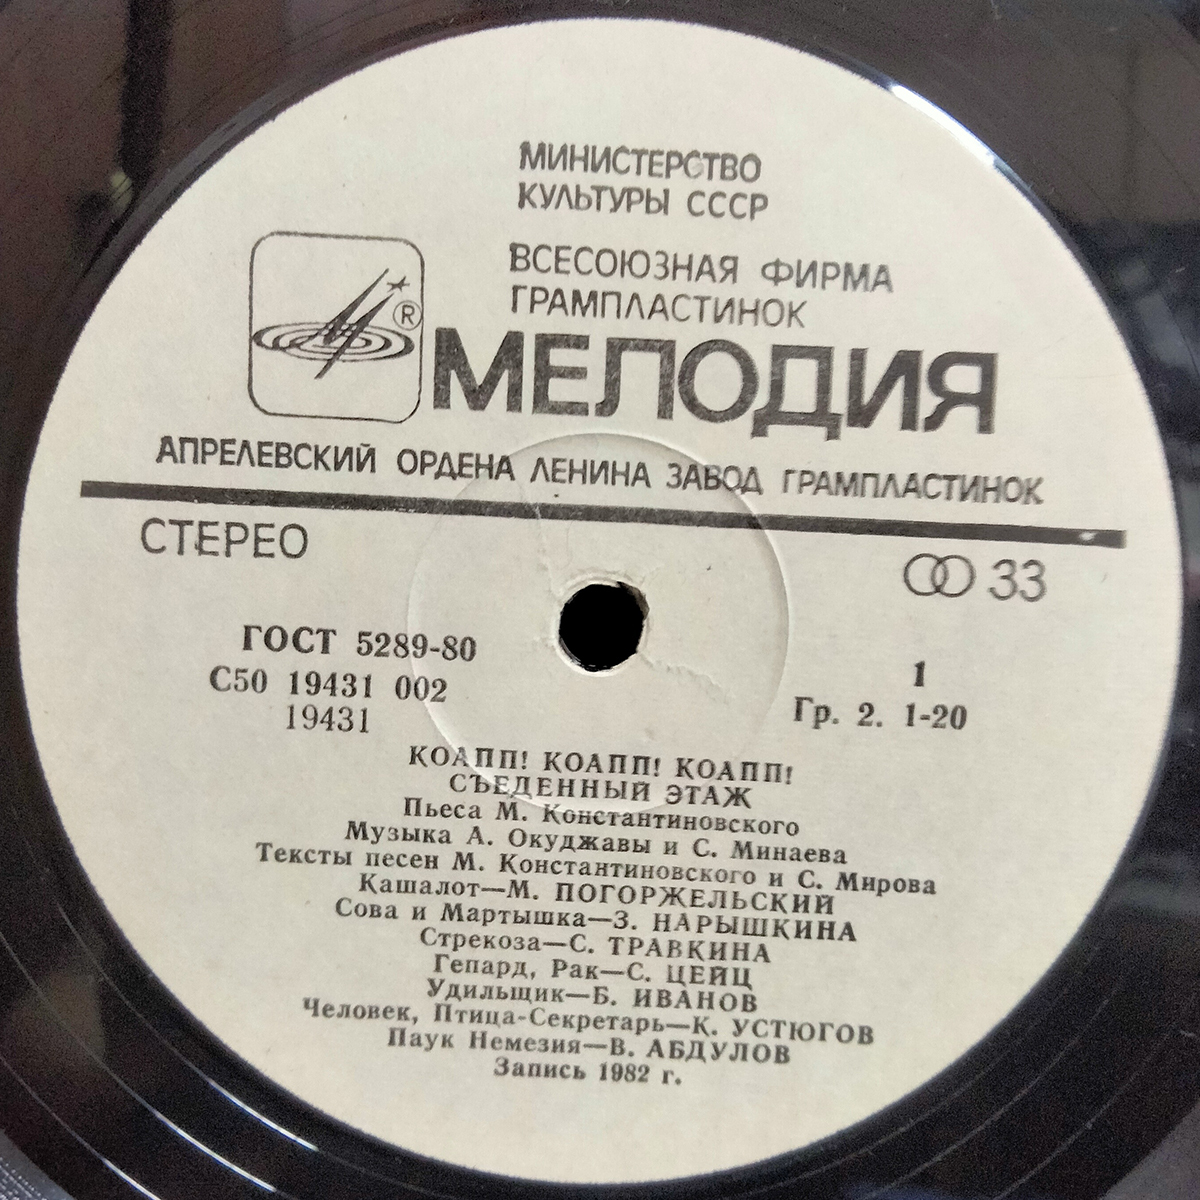 МИНИСТЕРСТВО
КУЛЬТУРЫ СССР
ВСЕСОЮЗНАЯ ФИРМА
ГРАМПЛАСТИНОК
®
МЕЛОДИЯ
АПРЕЛЕВСКИЙ ОРДЕНА ЛЕНИНА ЗАВОД ГРАМПЛАСТИНОК
СТЕРЕО
33
ГОСТ 5289-80
С50 19431 002
19431
1
Гр. 2. 1-20
КОАПП! КОАПП! КОАПП!
СЪЕДЕННЫЙ ЭТАЖ
Пьеса М. Константиновского
Музыка А. Окуджавы и С. Минаева
Тексты песен М. Константиновского и С. Мирова
Кашалот—М. ПОГОРЖЕЛЬСКИЙ
Сова и Мартышка—З. НАРЫШКИНА
Стрекоза—С. ТРАВКИНА
Гепард, Рак—С. ЦЕЙЦ
Удильщик—Б. ИВАНОВ
Человек, Птица-Секретарь—К. УСТЮГОВ
Паук Немезия—В. АБДУЛОВ
Запись 1982 г.